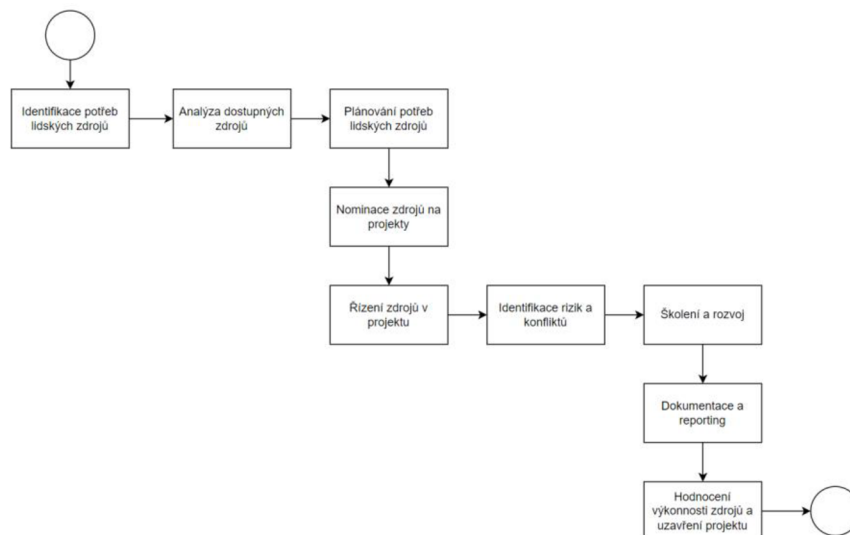 Identifikace potřeb
lidských zdrojů
Analýza dostupných
zdrojů
Plánování potřeb
lidských zdrojů
Nominace zdrojů na
projekty
Řízení zdrojů v
projektu
Identifikace rizik a
konfliktů
Školení a rozvoj
Dokumentace a
reporting
Hodnocení
výkonnosti zdrojů a
uzavření projektu